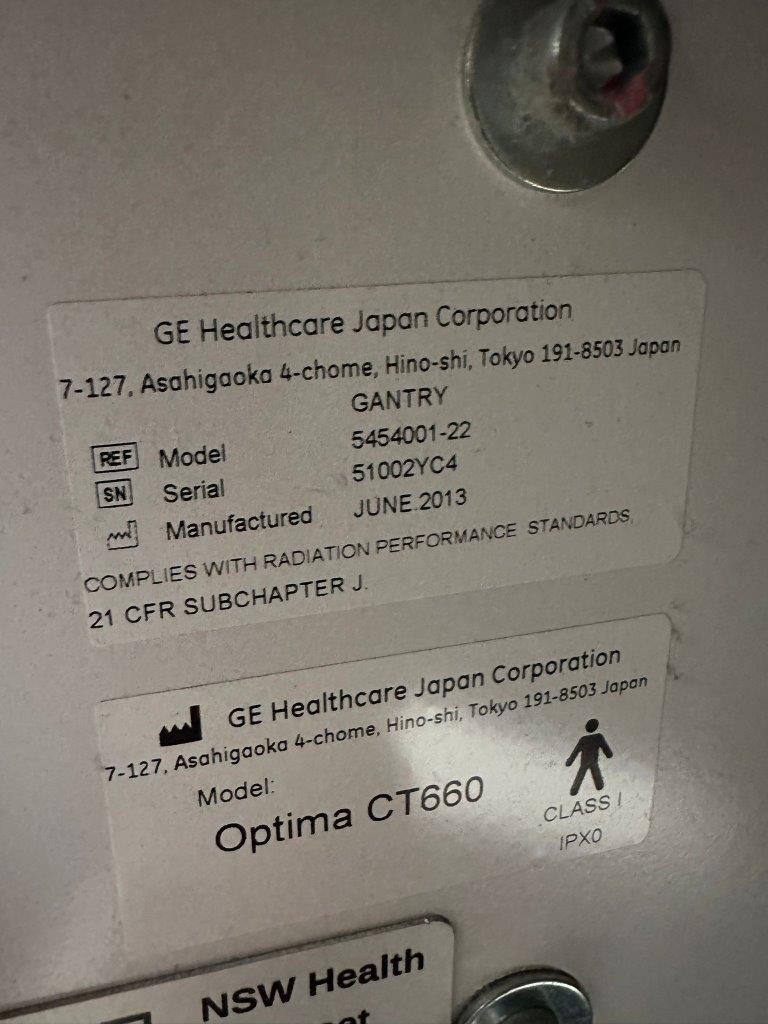 GE Healthcare Japan Corporation
7-127, Asahigaoka 4-chome, Hino-shi, Tokyo 191-8503 Japan
GANTRY
REF Model 5454001-22
SN Serial 51002YC4
Manufactured JUNE.2013
COMPLIES WITH RADIATION PERFORMANCE STANDARDS,
21 CFR SUBCHAPTER J.
GE Healthcare Japan Corporation
7-127, Asahigaoka 4-chome, Hino-shi, Tokyo 191-8503 Japan
Model:
Optima CT660
CLASS I
IPX0
NSW Health